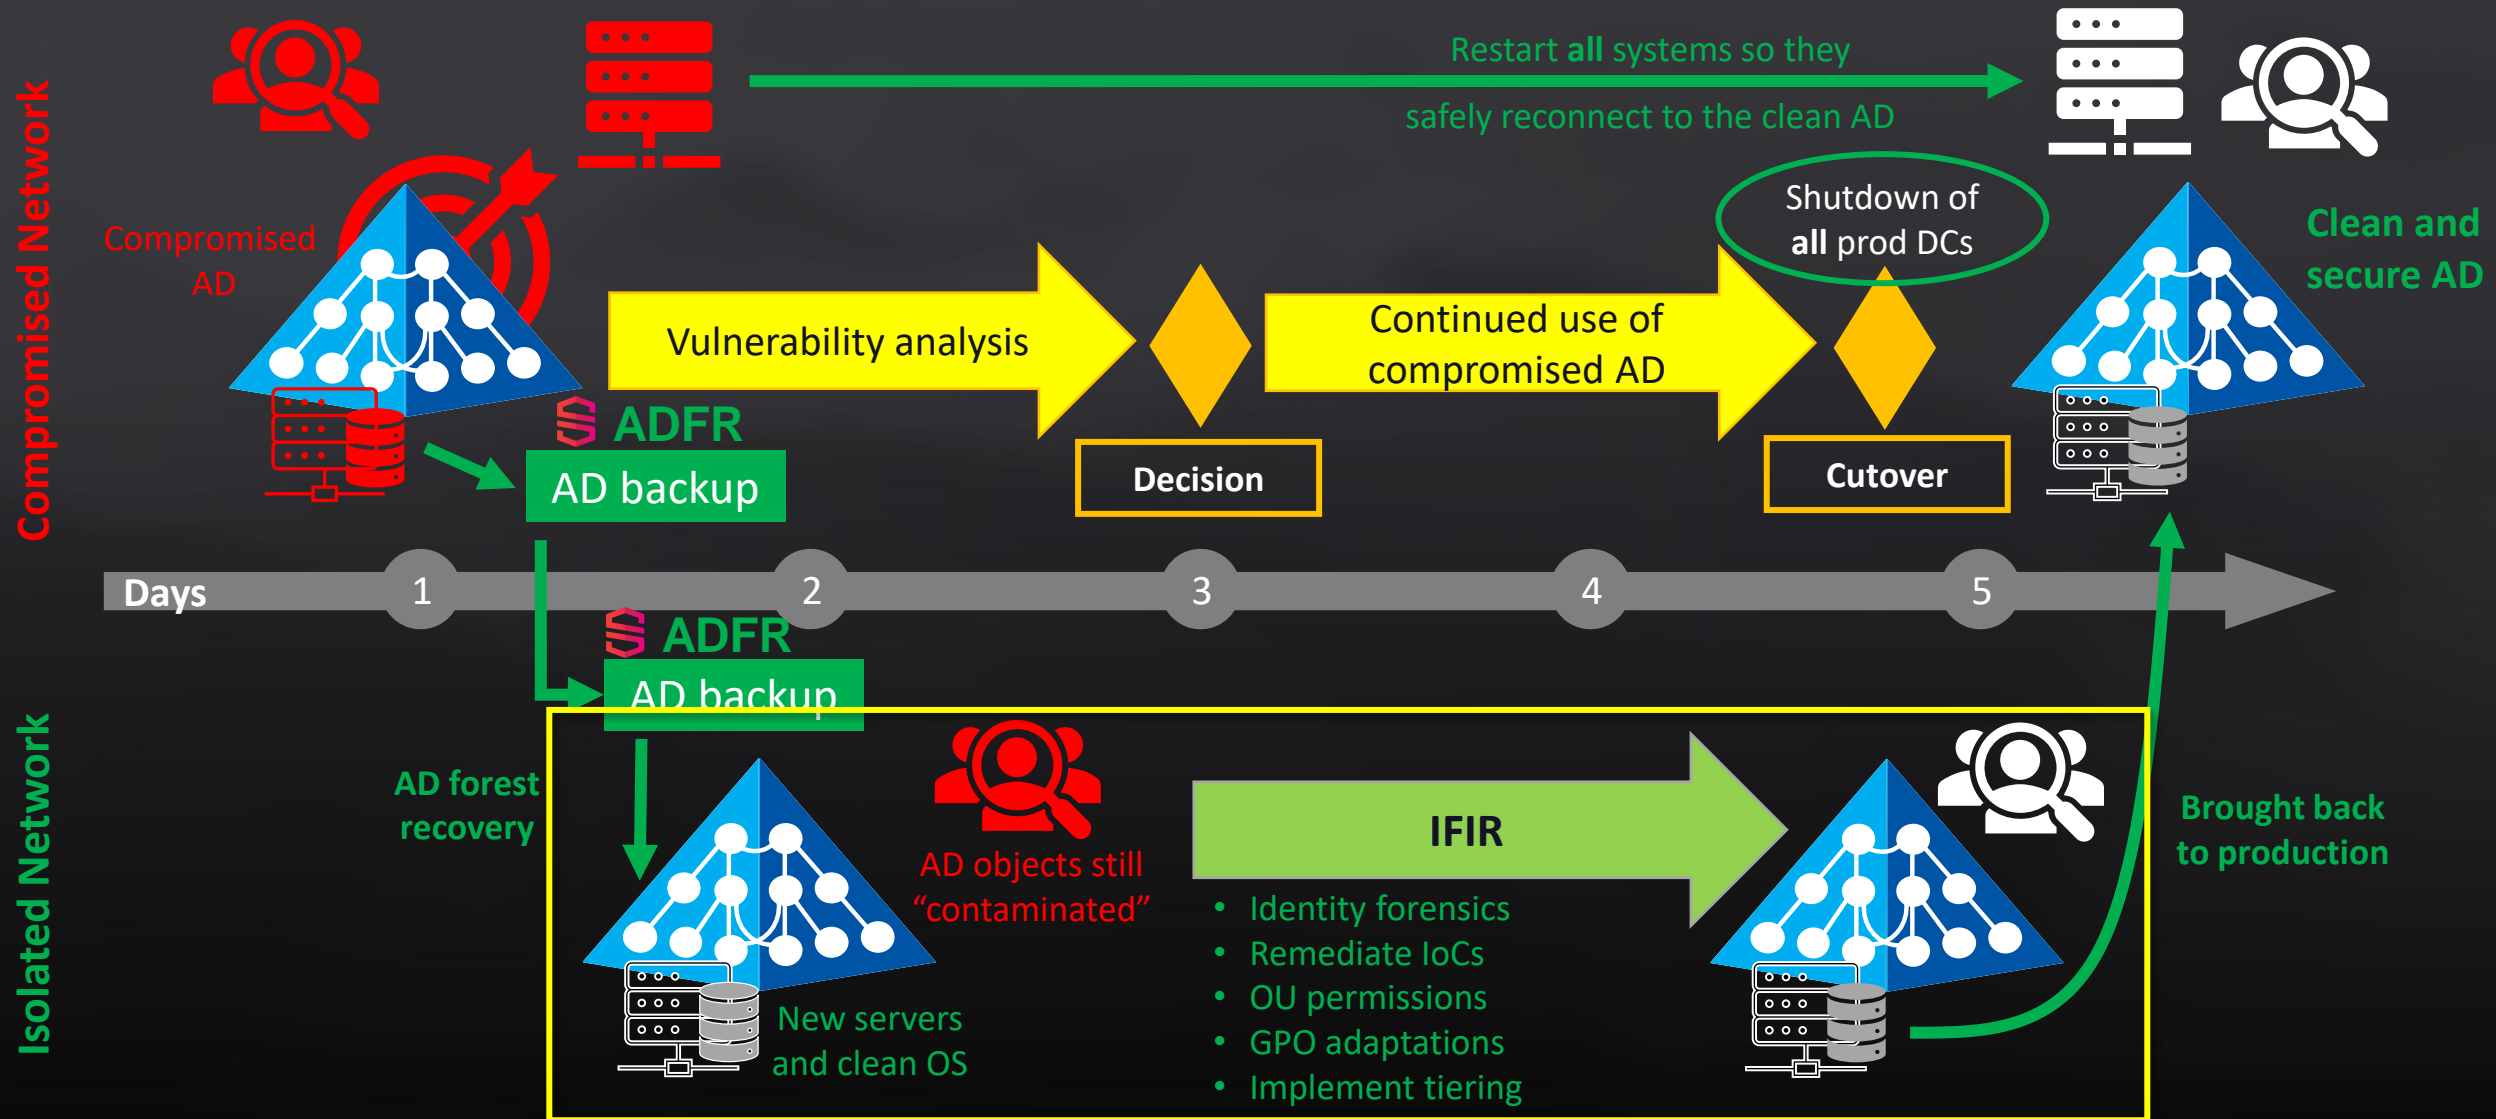 Compromised Network
Restart all systems so they
safely reconnect to the clean AD
Compromised
AD
Shutdown of
all prod DCs
Clean and
secure AD
Vulnerability analysis
Continued use of
compromised AD
ADFR
AD backup
Decision
Cutover
Days
1
2
3
4
5
Isolated Network
ADFR
AD backup
AD forest
recovery
AD objects still
“contaminated”
New servers
and clean OS
IFIR
• Identity forensics
• Remediate IoCs
• OU permissions
• GPO adaptations
• Implement tiering
Brought back
to production